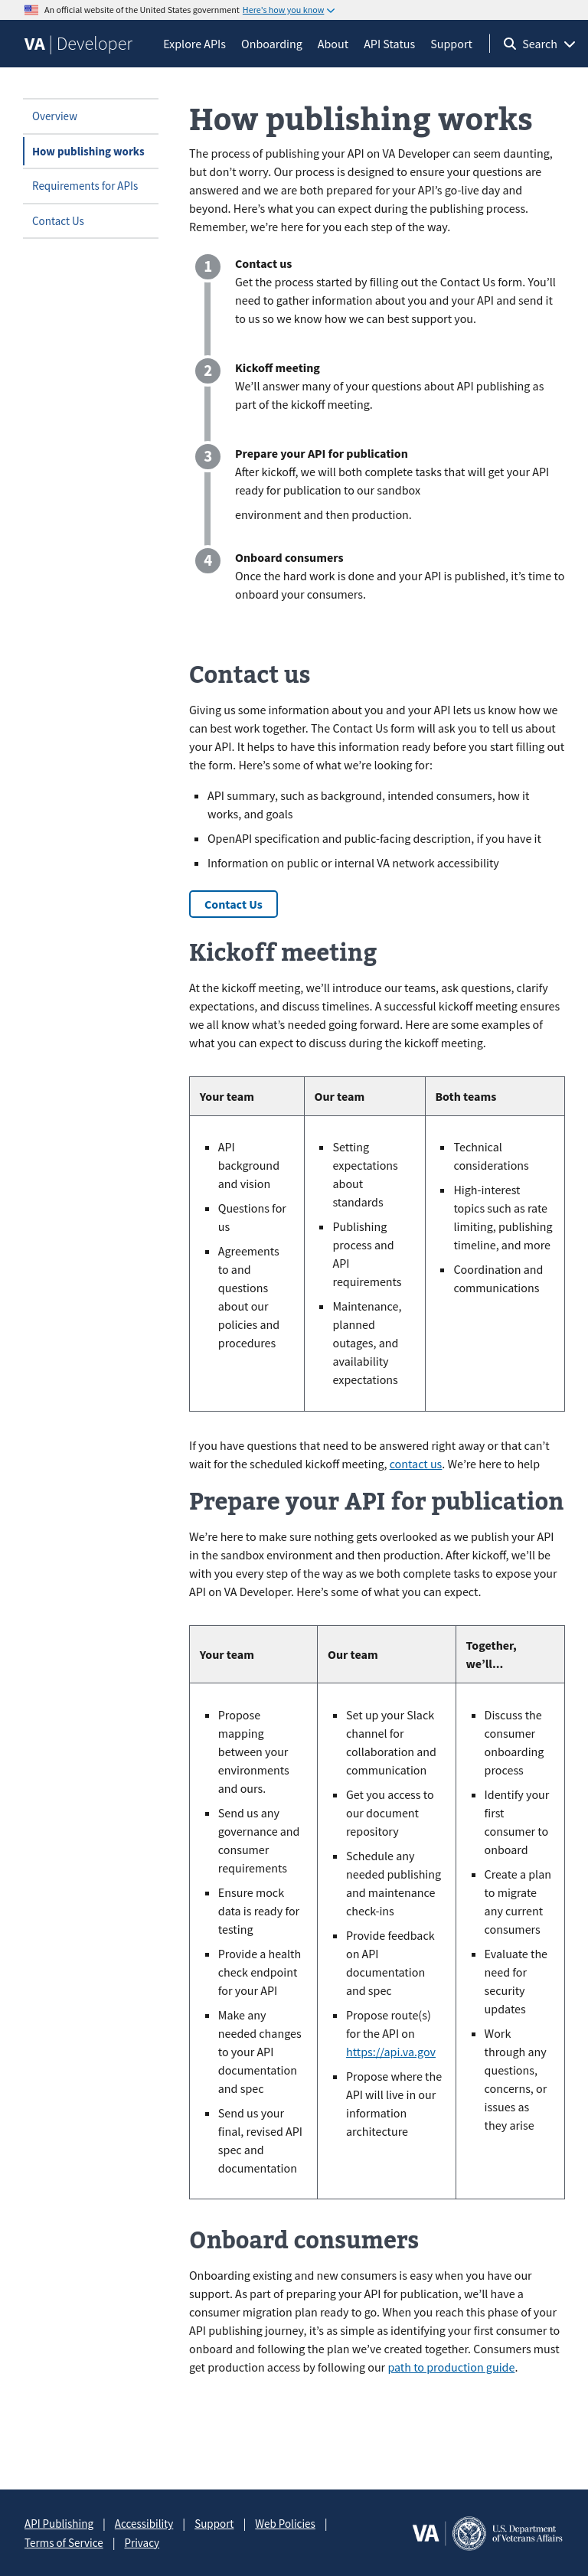 An official website of the United States government Here's how you know
VA Developer
Explore APIs Onboarding About API Status Support Search
Overview
How publishing works
Requirements for APIs
Contact Us
How publishing works
The process of publishing your API on VA Developer can seem daunting,
but don’t worry. Our process is designed to ensure your questions are
answered and we are both prepared for your API’s go-live day and
beyond. Here’s what you can expect during the publishing process.
Remember, we’re here for you each step of the way.
1 Contact us
Get the process started by filling out the Contact Us form. You’ll
need to gather information about you and your API and send it
to us so we know how we can best support you.
2 Kickoff meeting
We’ll answer many of your questions about API publishing as
part of the kickoff meeting.
3 Prepare your API for publication
After kickoff, we will both complete tasks that will get your API
ready for publication to our sandbox
environment and then production.
4 Onboard consumers
Once the hard work is done and your API is published, it’s time to
onboard your consumers.
Contact us
Giving us some information about you and your API lets us know how we
can best work together. The Contact Us form will ask you to tell us about
your API. It helps to have this information ready before you start filling out
the form. Here’s some of what we’re looking for:
API summary, such as background, intended consumers, how it
works, and goals
OpenAPI specification and public-facing description, if you have it
Information on public or internal VA network accessibility
Contact Us
Kickoff meeting
At the kickoff meeting, we’ll introduce our teams, ask questions, clarify
expectations, and discuss timelines. A successful kickoff meeting ensures
we all know what’s needed going forward. Here are some examples of
what you can expect to discuss during the kickoff meeting.
Your team
Our team
Both teams
API
background
and vision
Questions for
us
Agreements
to and
questions
about our
policies and
procedures
Setting
expectations
about
standards
Publishing
process and
API
requirements
Maintenance,
planned
outages, and
availability
expectations
Technical
considerations
High-interest
topics such as rate
limiting, publishing
timeline, and more
Coordination and
communications
If you have questions that need to be answered right away or that can’t
wait for the scheduled kickoff meeting, contact us. We’re here to help
Prepare your API for publication
We’re here to make sure nothing gets overlooked as we publish your API
in the sandbox environment and then production. After kickoff, we’ll be
with you every step of the way as we both complete tasks to expose your
API on VA Developer. Here’s some of what you can expect.
Your team
Our team
Together,
we’ll...
Propose
mapping
between your
environments
and ours.
Send us any
governance and
consumer
requirements
Ensure mock
data is ready for
testing
Provide a health
check endpoint
for your API
Make any
needed changes
to your API
documentation
and spec
Send us your
final, revised API
spec and
documentation
Set up your Slack
channel for
collaboration and
communication
Get you access to
our document
repository
Schedule any
needed publishing
and maintenance
check-ins
Provide feedback
on API
documentation
and spec
Propose route(s)
for the API on
https://api.va.gov
Propose where the
API will live in our
information
architecture
Discuss the
consumer
onboarding
process
Identify your
first
consumer to
onboard
Create a plan
to migrate
any current
consumers
Evaluate the
need for
security
updates
Work
through any
questions,
concerns, or
issues as
they arise
Onboard consumers
Onboarding existing and new consumers is easy when you have our
support. As part of preparing your API for publication, we’ll have a
consumer migration plan ready to go. When you reach this phase of your
API publishing journey, it’s as simple as identifying your first consumer to
onboard and following the plan we’ve created together. Consumers must
get production access by following our path to production guide.
API Publishing | Accessibility | Support | Web Policies |
Terms of Service | Privacy
VA
U.S. Department
of Veterans Affairs